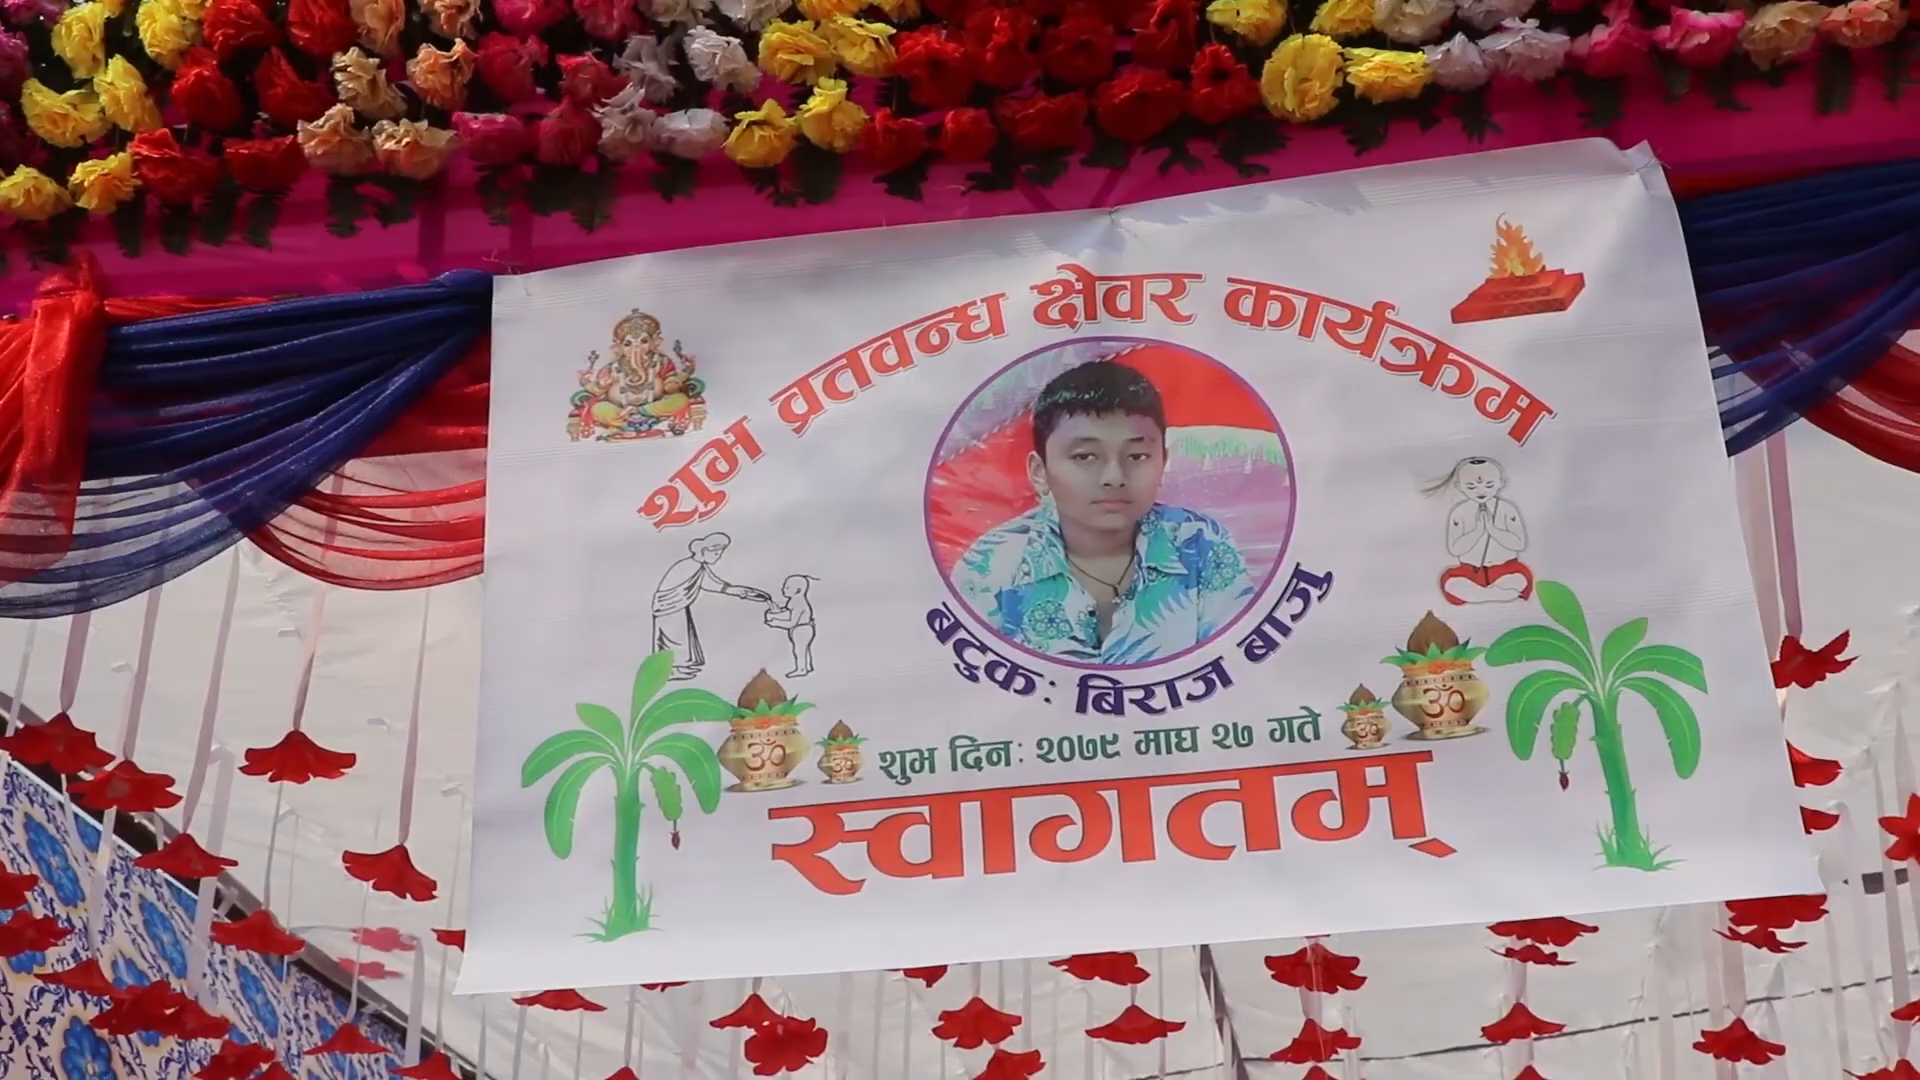 शुभ व्रतवन्ध क्षेवर कार्यक्रम
बटुक: बिराज बाजु
शुभ दिन: २०७९ माघ २७ गते
स्वागतम्
ॐ
ॐ
ॐ
ॐ